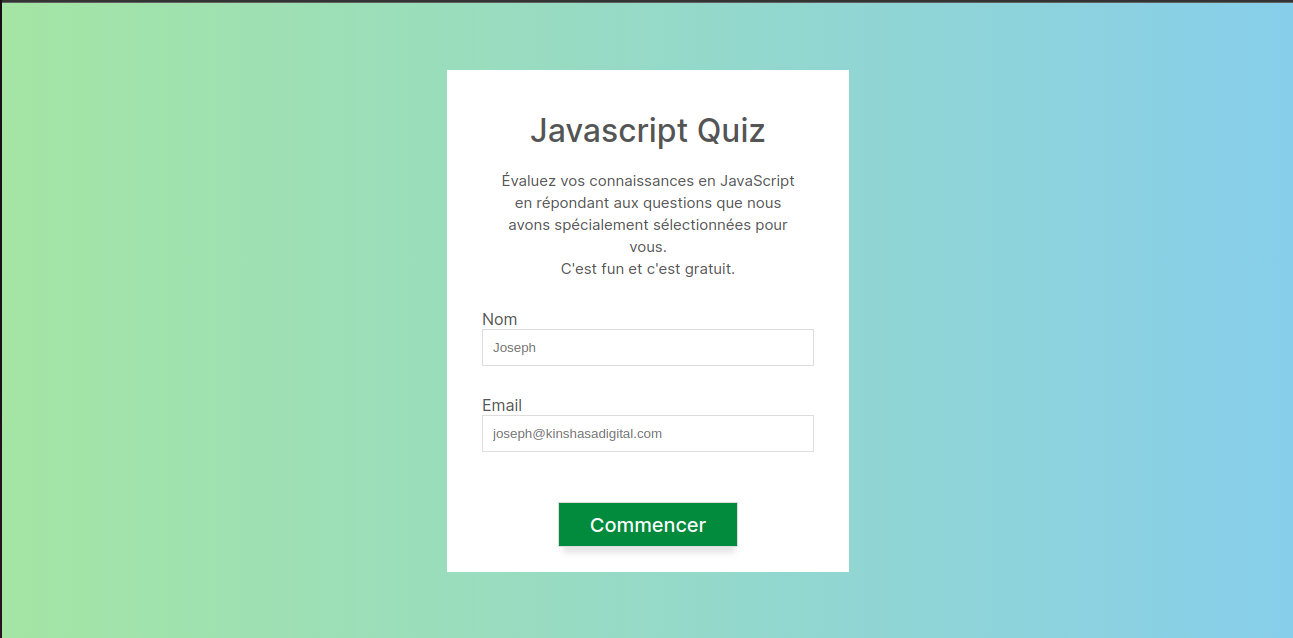 Javascript Quiz
Évaluez vos connaissances en JavaScript
en répondant aux questions que nous
avons spécialement sélectionnées pour
vous.
C'est fun et c'est gratuit.
Nom
Joseph
Email
joseph@kinshasadigital.com
Commencer